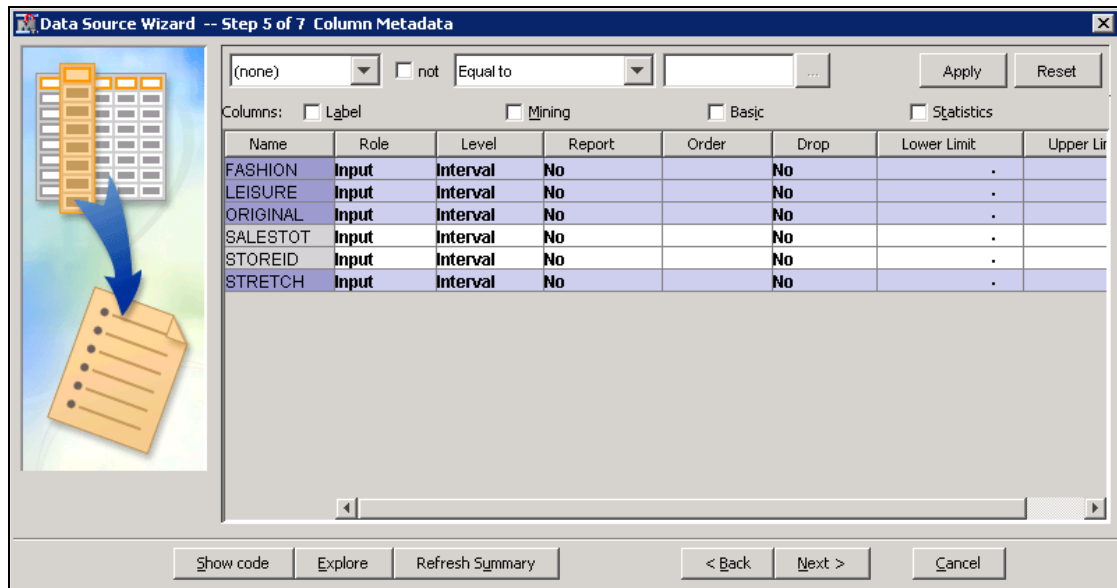 Data Source Wizard -- Step 5 of 7 Column Metadata
(none) not Equal to ... Apply Reset
Columns: Label Mining Basic Statistics
Name Role Level Report Order Drop Lower Limit Upper Lir
FASHION Input Interval No No .
LEISURE Input Interval No No .
ORIGINAL Input Interval No No .
SALESTOT Input Interval No No .
STOREID Input Interval No No .
STRETCH Input Interval No No .
Show code Explore Refresh Summary < Back Next > Cancel